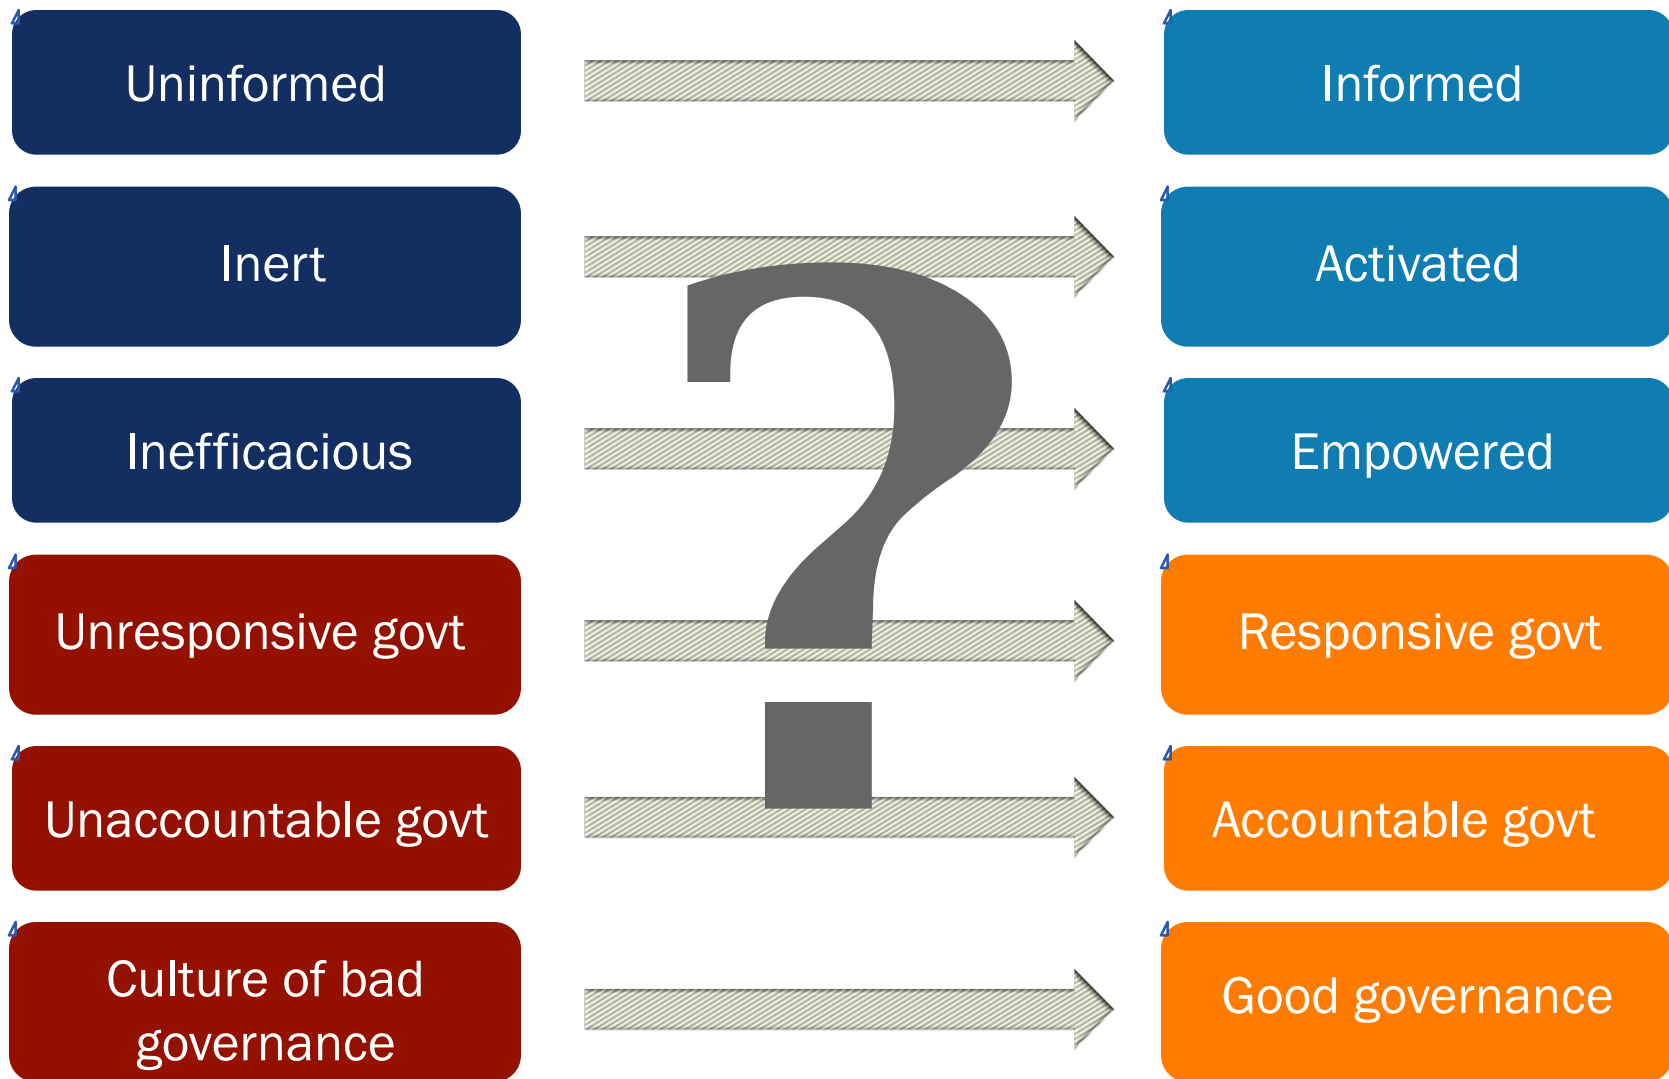 Uninformed
Informed
Inert
Activated
Inefficacious
Empowered
Unresponsive govt
Responsive govt
Unaccountable govt
Accountable govt
Culture of bad
governance
Good governance
?